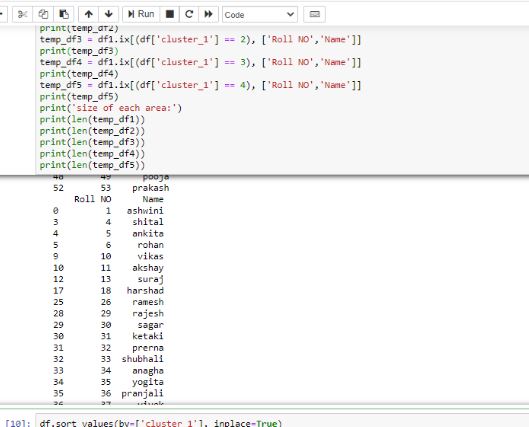 Run Code
print(temp_df2)
temp_df3 = df1.ix[(df['cluster_1'] == 2), ['Roll NO','Name']]
print(temp_df3)
temp_df4 = df1.ix[(df['cluster_1'] == 3), ['Roll NO','Name']]
print(temp_df4)
temp_df5 = df1.ix[(df['cluster_1'] == 4), ['Roll NO','Name']]
print(temp_df5)
print('size of each area:')
print(len(temp_df1))
print(len(temp_df2))
print(len(temp_df3))
print(len(temp_df4))
print(len(temp_df5))
48 49 pooja
52 53 prakash
Roll NO Name
0 1 ashwini
3 4 shital
4 5 ankita
5 6 rohan
9 10 vikas
10 11 akshay
12 13 suraj
17 18 harshad
25 26 ramesh
28 29 rajesh
29 30 sagar
30 31 ketaki
31 32 prerna
32 33 shubhali
33 34 anagha
34 35 yogita
35 36 pranjali
36 37 vivek
[10]: df.sort_values(by=['cluster_1'], inplace=True)